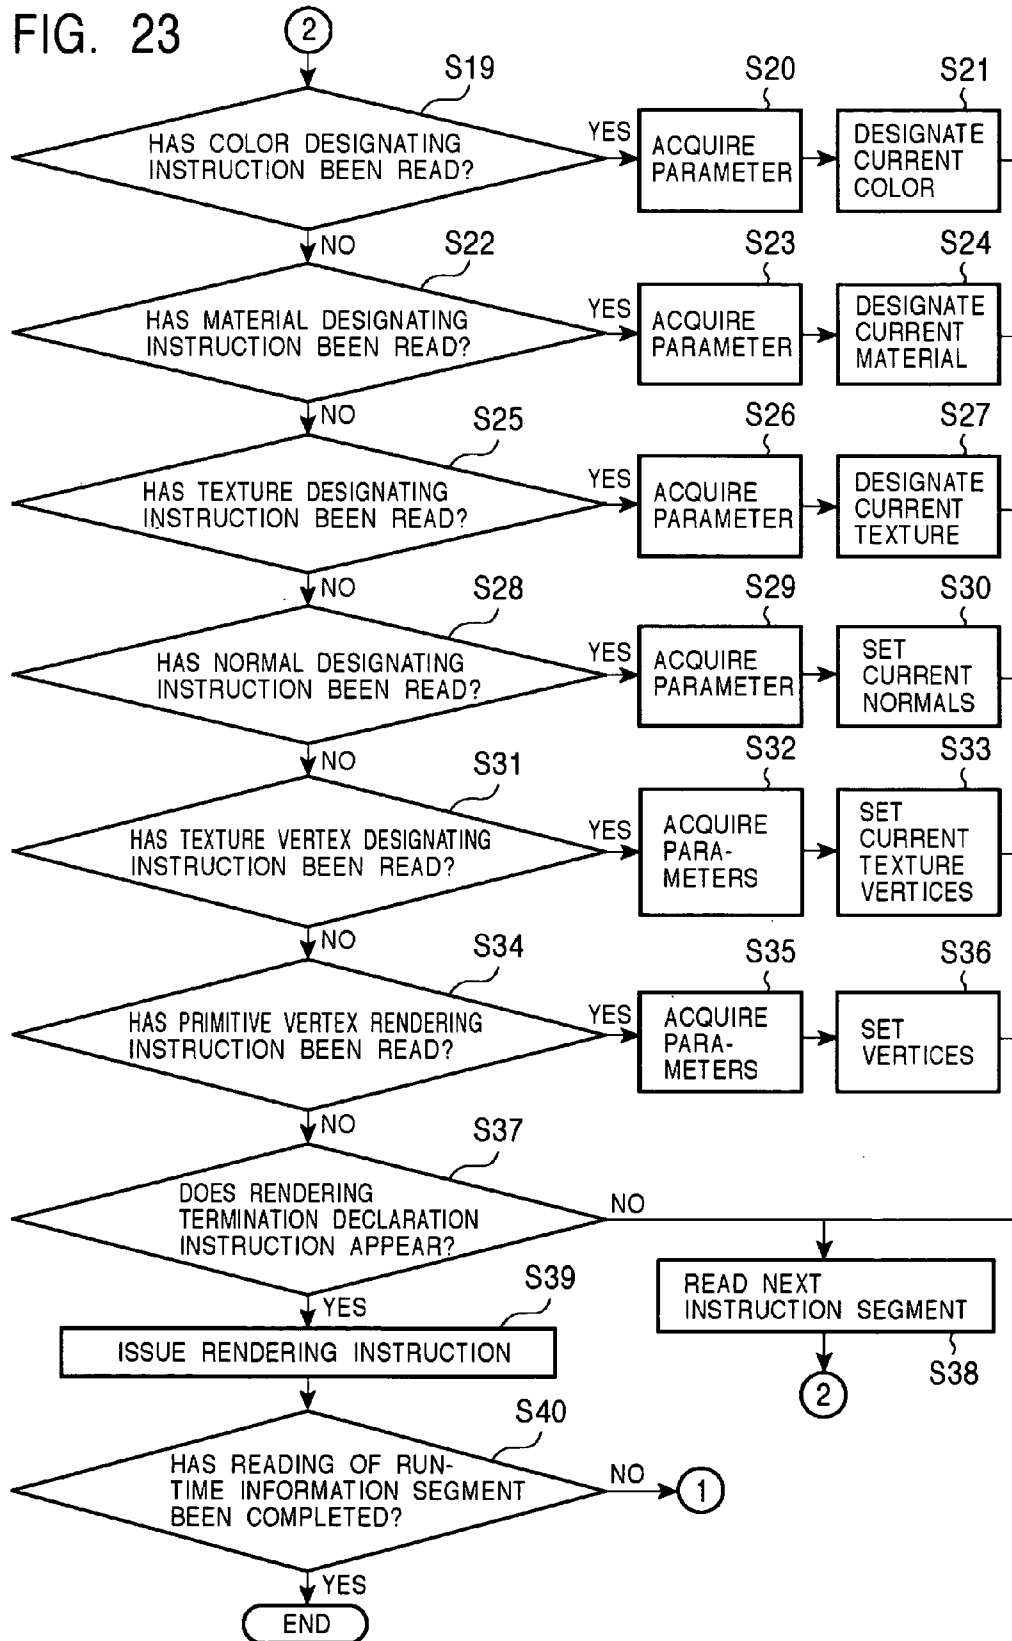 FIG. 23
2
S19
HAS COLOR DESIGNATING
INSTRUCTION BEEN READ?
YES
S20
ACQUIRE
PARAMETER
S21
DESIGNATE
CURRENT
COLOR
NO
S22
HAS MATERIAL DESIGNATING
INSTRUCTION BEEN READ?
YES
S23
ACQUIRE
PARAMETER
S24
DESIGNATE
CURRENT
MATERIAL
NO
S25
HAS TEXTURE DESIGNATING
INSTRUCTION BEEN READ?
YES
S26
ACQUIRE
PARAMETER
S27
DESIGNATE
CURRENT
TEXTURE
NO
S28
HAS NORMAL DESIGNATING
INSTRUCTION BEEN READ?
YES
S29
ACQUIRE
PARAMETER
S30
SET
CURRENT
NORMALS
NO
S31
HAS TEXTURE VERTEX DESIGNATING
INSTRUCTION BEEN READ?
YES
S32
ACQUIRE
PARA-
METERS
S33
SET
CURRENT
TEXTURE
VERTICES
NO
S34
HAS PRIMITIVE VERTEX RENDERING
INSTRUCTION BEEN READ?
YES
S35
ACQUIRE
PARA-
METERS
S36
SET
VERTICES
NO
S37
DOES RENDERING
TERMINATION DECLARATION
INSTRUCTION APPEAR?
NO
READ NEXT
INSTRUCTION SEGMENT
S38
2
YES
S39
ISSUE RENDERING INSTRUCTION
S40
HAS READING OF RUN-
TIME INFORMATION SEGMENT
BEEN COMPLETED?
NO
1
YES
END